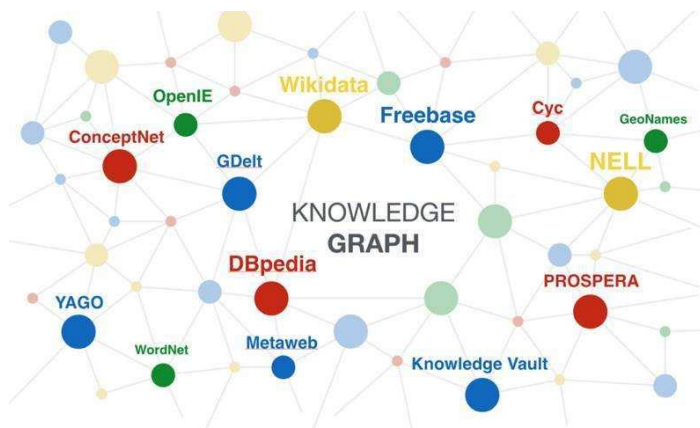 Wikidata
OpenIE
Freebase
Cyc
GeoNames
ConceptNet
GDelt
NELL
KNOWLEDGE
GRAPH
DBpedia
PROSPERA
YAGO
Metaweb
WordNet
Knowledge Vault